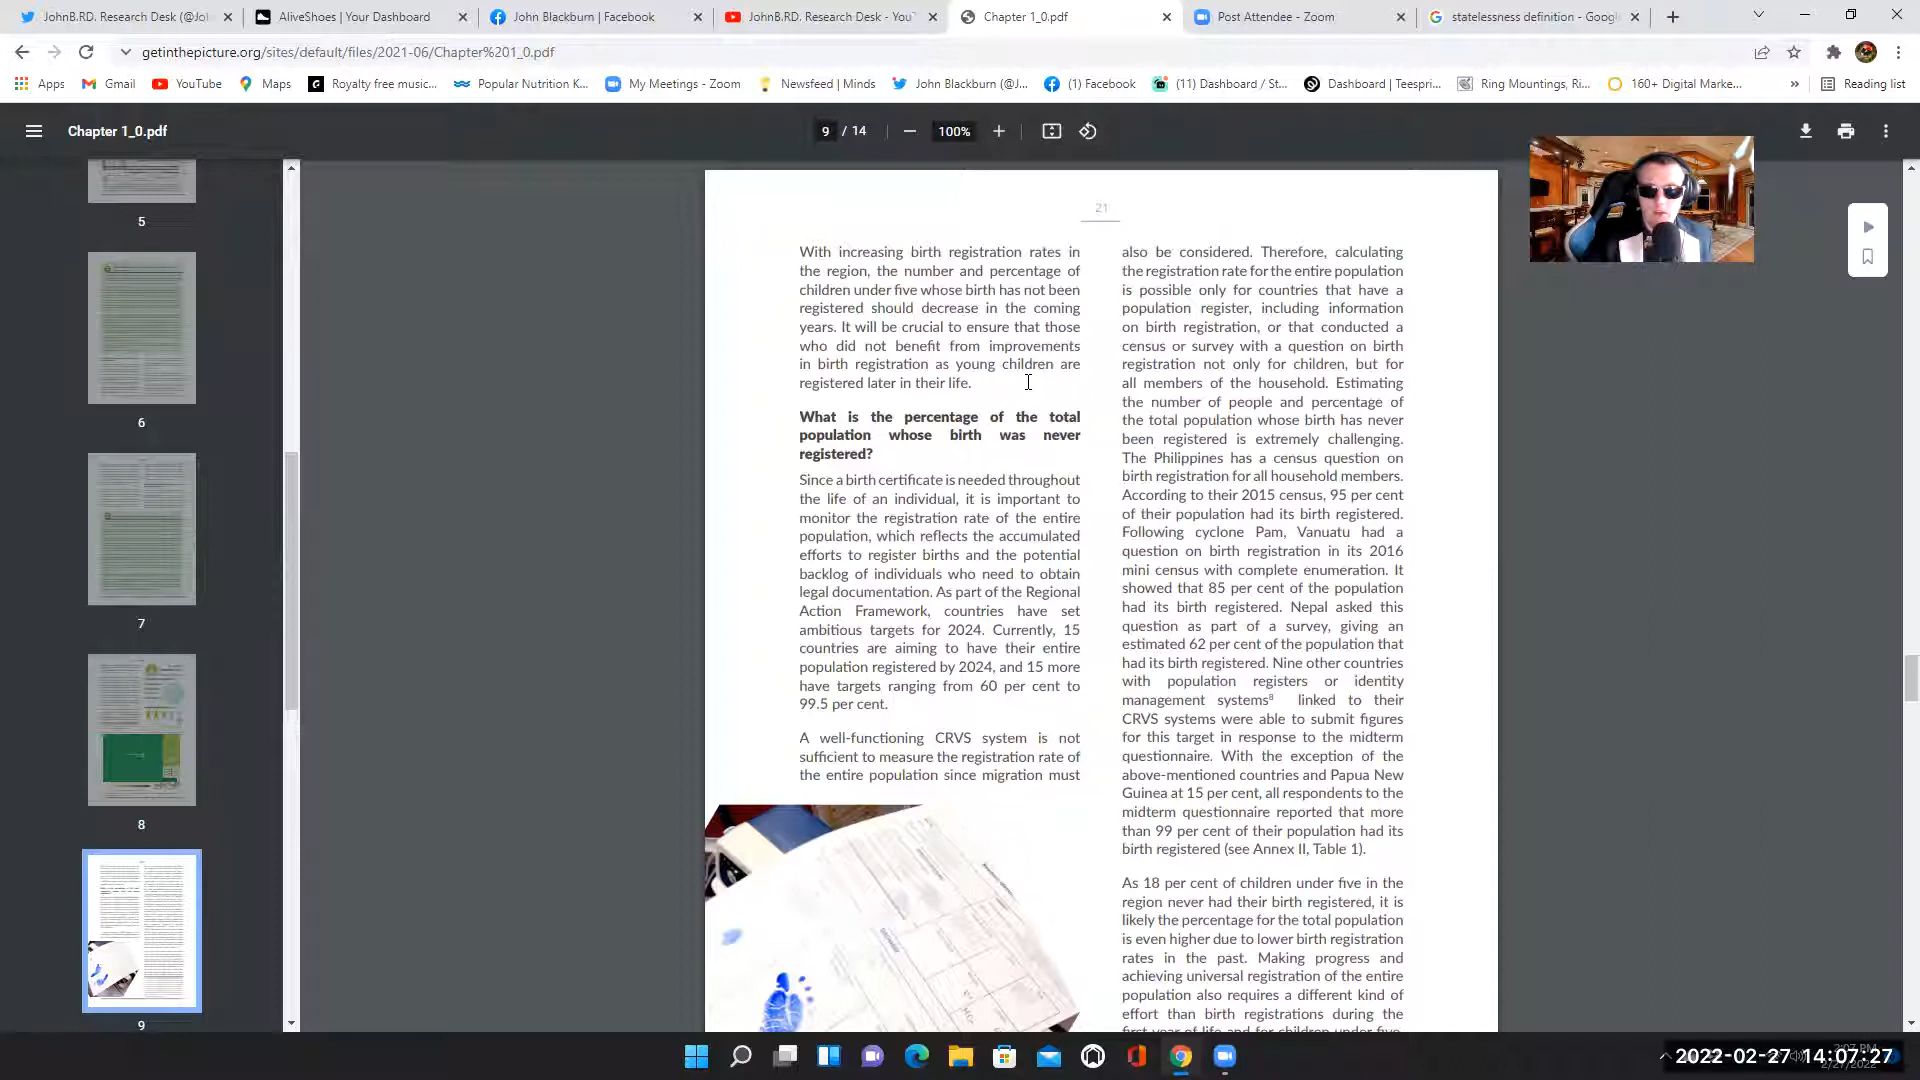 JohnB.RD. Research Desk (@Jo
AliveShoes | Your Dashboard
John Blackburn | Facebook
JohnB.RD. Research Desk - You
Chapter 1_0.pdf
Post Attendee - Zoom
statelessness definition - Goog
getinthepicture.org/sites/default/files/2021-06/Chapter%201_0.pdf
Apps
Gmail
YouTube
Maps
Royalty free music...
Popular Nutrition K...
My Meetings - Zoom
Newsfeed | Minds
John Blackburn (@J...
(1) Facebook
(11) Dashboard / St...
Dashboard | Teespri...
Ring Mountings, Ri...
160+ Digital Marke...
»
Reading list
Chapter 1_0.pdf
9 / 14
100%
5
6
7
8
9
21
With increasing birth registration rates in
the region, the number and percentage of
children under five whose birth has not been
registered should decrease in the coming
years. It will be crucial to ensure that those
who did not benefit from improvements
in birth registration as young children are
registered later in their life.
What is the percentage of the total
population whose birth was never
registered?
Since a birth certificate is needed throughout
the life of an individual, it is important to
monitor the registration rate of the entire
population, which reflects the accumulated
efforts to register births and the potential
backlog of individuals who need to obtain
legal documentation. As part of the Regional
Action Framework, countries have set
ambitious targets for 2024. Currently, 15
countries are aiming to have their entire
population registered by 2024, and 15 more
have targets ranging from 60 per cent to
99.5 per cent.
A well-functioning CRVS system is not
sufficient to measure the registration rate of
the entire population since migration must
also be considered. Therefore, calculating
the registration rate for the entire population
is possible only for countries that have a
population register, including information
on birth registration, or that conducted a
census or survey with a question on birth
registration not only for children, but for
all members of the household. Estimating
the number of people and percentage of
the total population whose birth has never
been registered is extremely challenging.
The Philippines has a census question on
birth registration for all household members.
According to their 2015 census, 95 per cent
of their population had its birth registered.
Following cyclone Pam, Vanuatu had a
question on birth registration in its 2016
mini census with complete enumeration. It
showed that 85 per cent of the population
had its birth registered. Nepal asked this
question as part of a survey, giving an
estimated 62 per cent of the population that
had its birth registered. Nine other countries
with population registers or identity
management systems⁸ linked to their
CRVS systems were able to submit figures
for this target in response to the midterm
questionnaire. With the exception of the
above-mentioned countries and Papua New
Guinea at 15 per cent, all respondents to the
midterm questionnaire reported that more
than 99 per cent of their population had its
birth registered (see Annex II, Table 1).
As 18 per cent of children under five in the
region never had their birth registered, it is
likely the percentage for the total population
is even higher due to lower birth registration
rates in the past. Making progress and
achieving universal registration of the entire
population also requires a different kind of
effort than birth registrations during the
first year of life and for children under five.
2022-02-27 14:07:27
2/27/2022